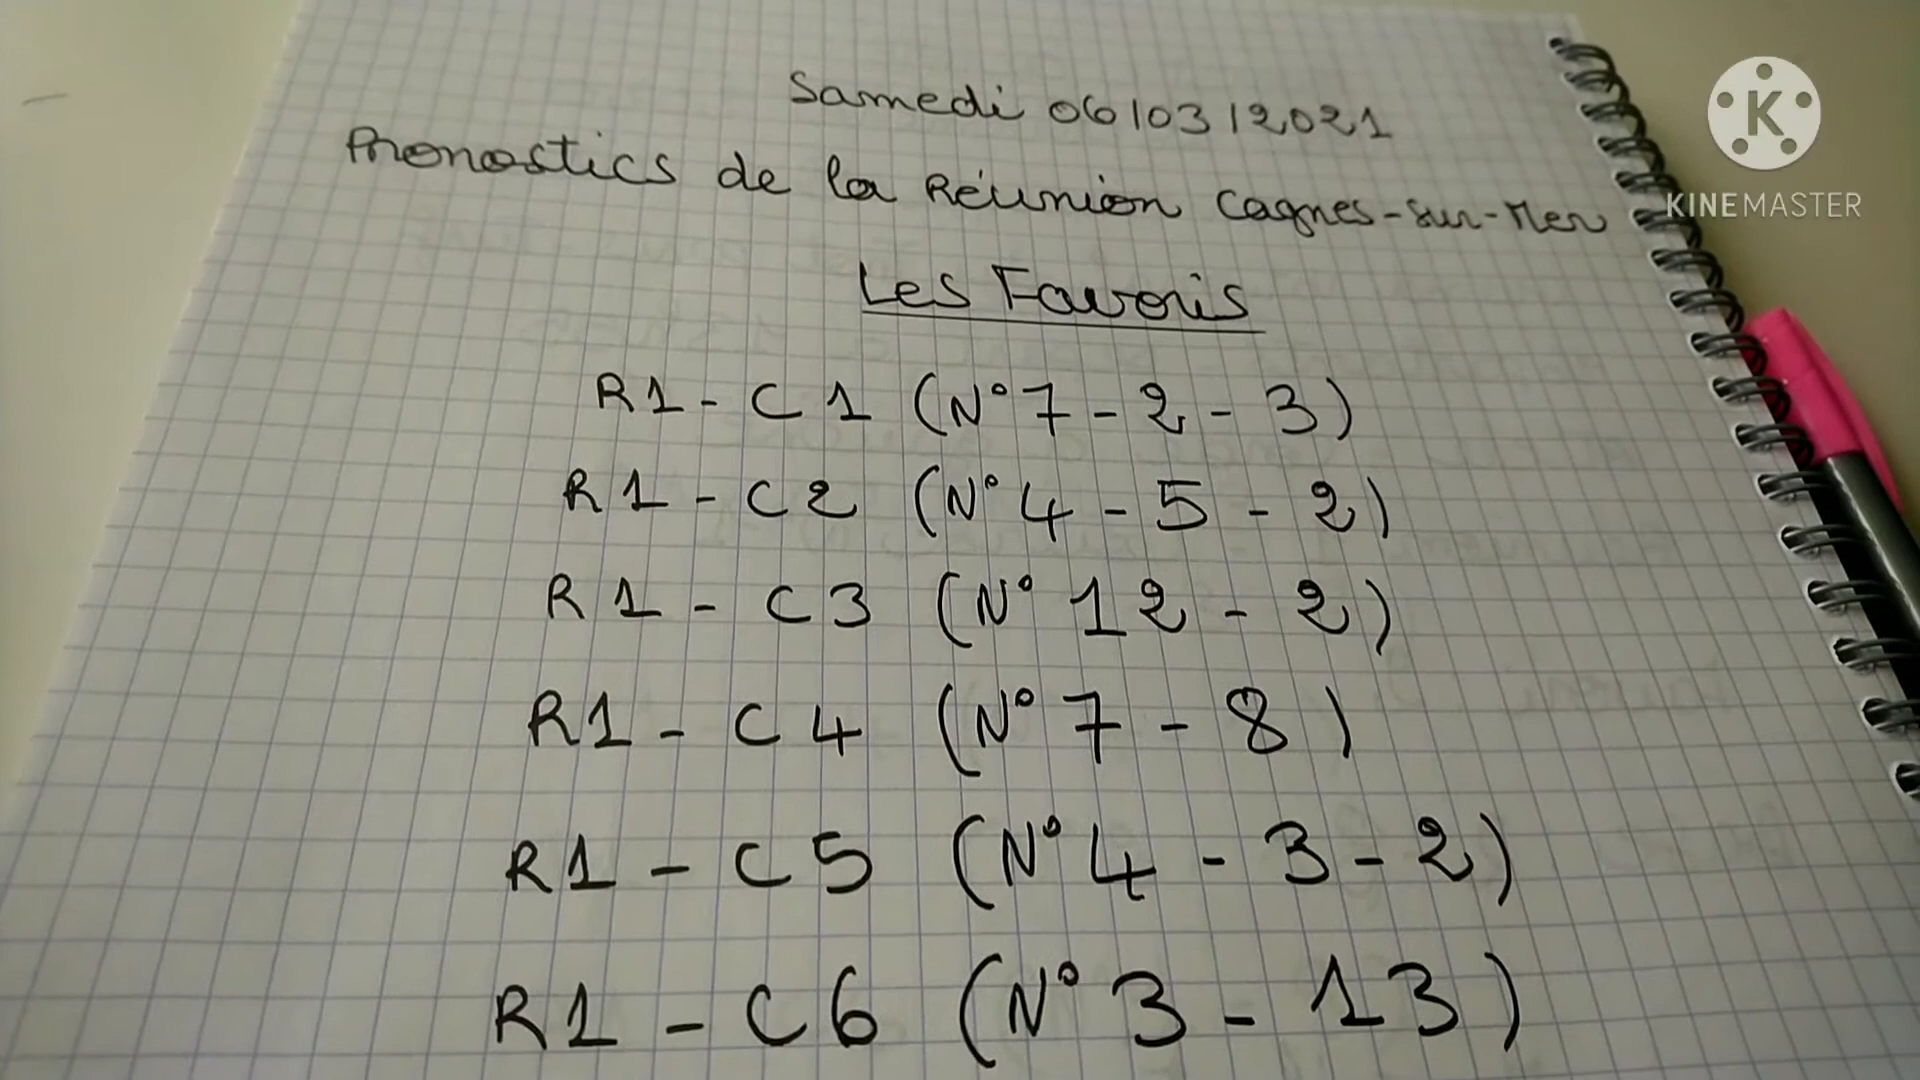 Samedi 06/03/2021
Pronostics de la Réunion Cagnes-sur-Mer
Les Favoris
R1 - C1 (N° 7 - 2 - 3)
R1 - C2 (N° 4 - 5 - 2)
R1 - C3 (N° 12 - 2)
R1 - C4 (N° 7 - 8)
R1 - C5 (N° 4 - 3 - 2)
R1 - C6 (N° 3 - 13)
K
KINEMASTER